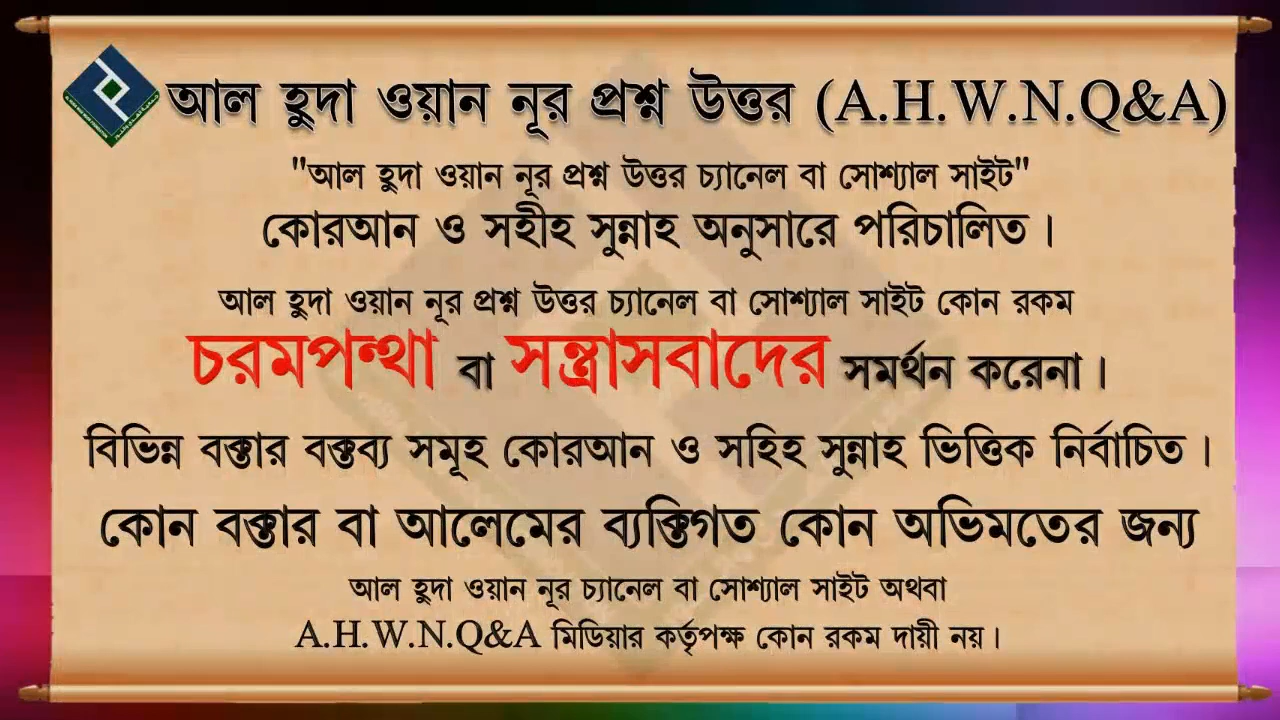 আল হুদা ওয়ান নূর প্রশ্ন উত্তর (A.H.W.N.Q&A)
"আল হুদা ওয়ান নূর প্রশ্ন উত্তর চ্যানেল বা সোশ্যাল সাইট"
কোরআন ও সহীহ সুন্নাহ অনুসারে পরিচালিত ।
আল হুদা ওয়ান নূর প্রশ্ন উত্তর চ্যানেল বা সোশ্যাল সাইট কোন রকম
চরমপন্থা বা সন্ত্রাসবাদের সমর্থন করেনা ।
বিভিন্ন বক্তার বক্তব্য সমূহ কোরআন ও সহিহ সুন্নাহ ভিত্তিক নির্বাচিত ।
কোন বক্তার বা আলেমের ব্যক্তিগত কোন অভিমতের জন্য
আল হুদা ওয়ান নূর চ্যানেল বা সোশ্যাল সাইট অথবা
A.H.W.N.Q&A মিডিয়ার কর্তৃপক্ষ কোন রকম দায়ী নয় ।